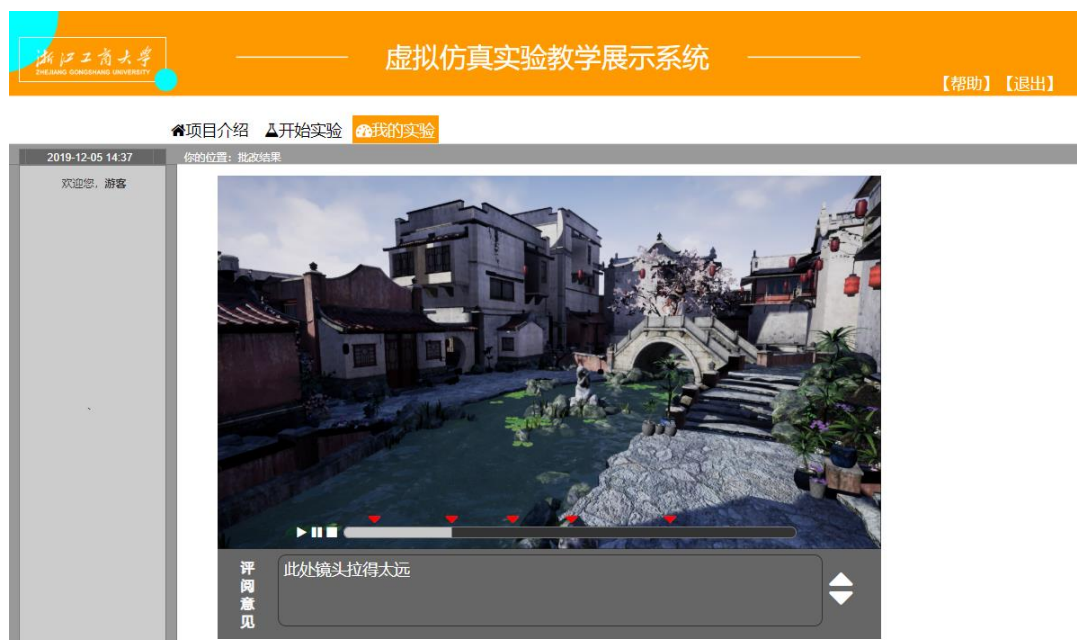 浙江工商大学
ZHEJIANG GONGSHANG UNIVERSITY
虚拟仿真实验教学展示系统
【帮助】【退出】
项目介绍 开始实验 我的实验
2019-12-05 14:37 你的位置：批改结果
欢迎您，游客
评阅意见
此处镜头拉得太远